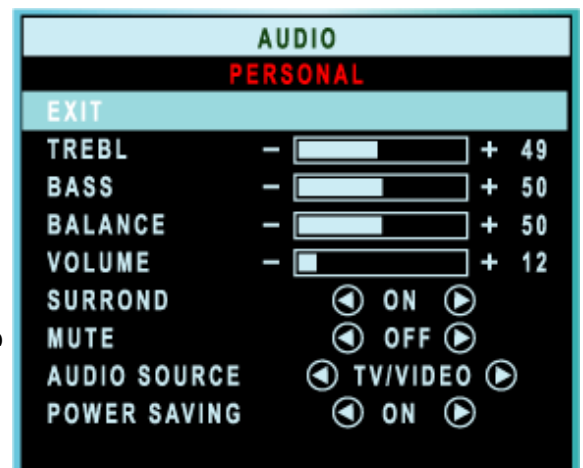 AUDIO
PERSONAL
EXIT
TREBL - + 49
BASS - + 50
BALANCE - + 50
VOLUME - + 12
SURROND ON
MUTE OFF
AUDIO SOURCE TV/VIDEO
POWER SAVING ON